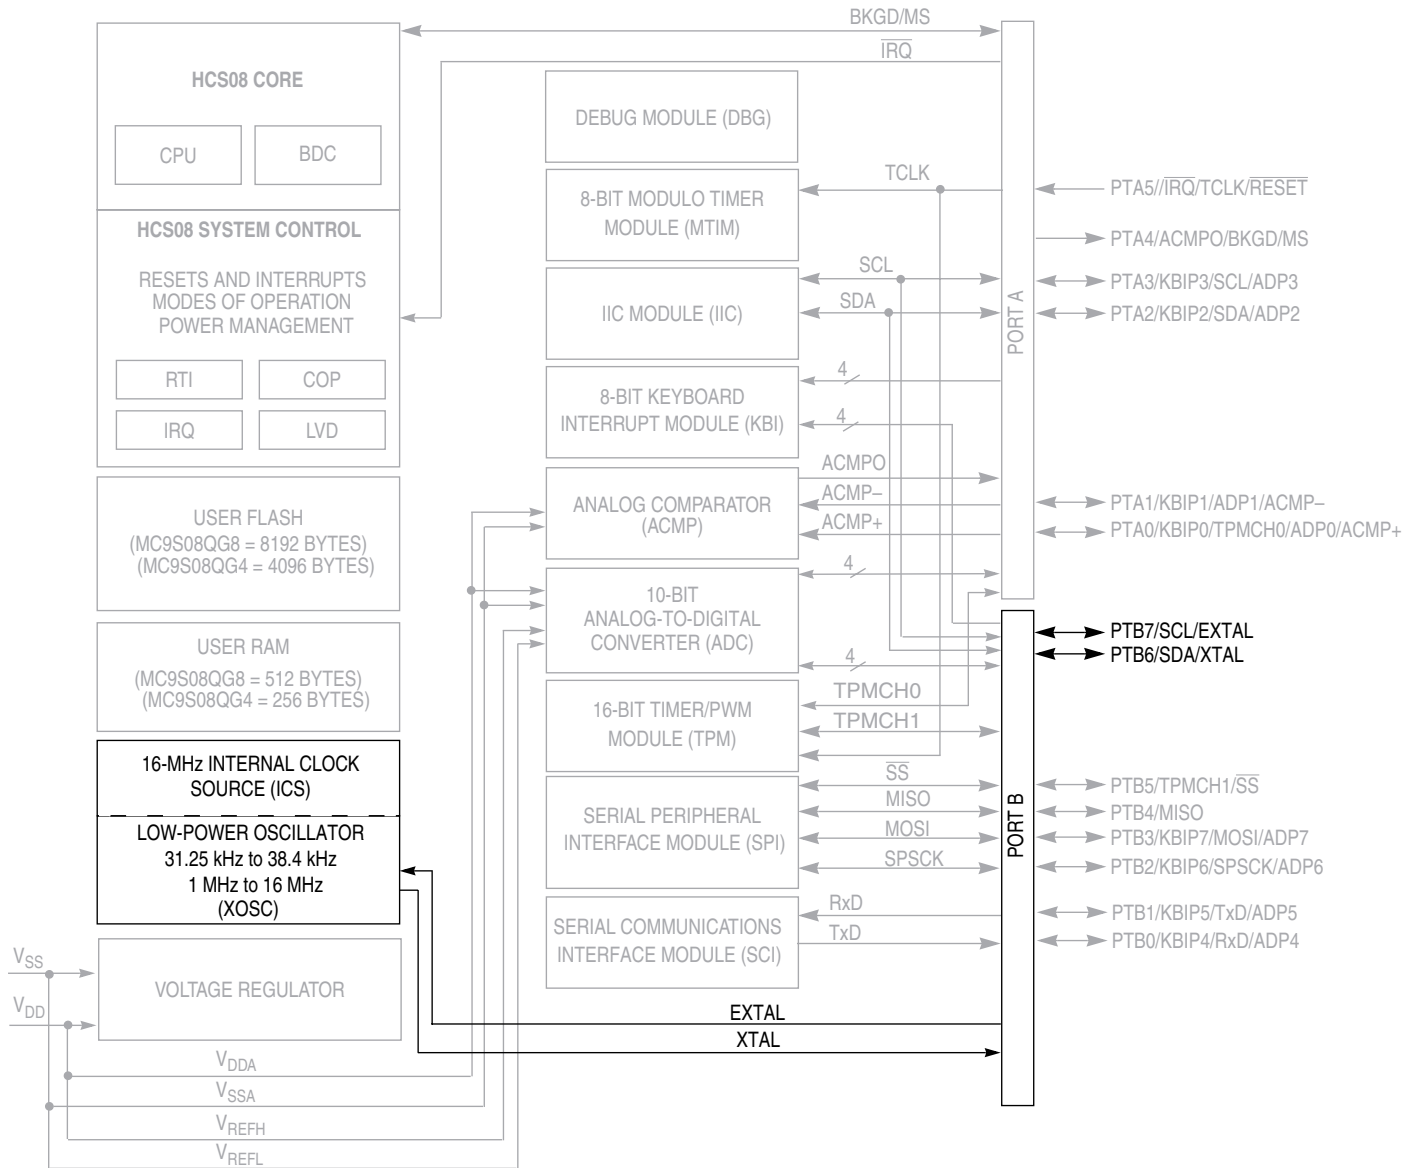 BKGD/MS
IRQ
HCS08 CORE
CPU
BDC
HCS08 SYSTEM CONTROL
RESETS AND INTERRUPTS
MODES OF OPERATION
POWER MANAGEMENT
RTI
COP
IRQ
LVD
USER FLASH
(MC9S08QG8 = 8192 BYTES)
(MC9S08QG4 = 4096 BYTES)
USER RAM
(MC9S08QG8 = 512 BYTES)
(MC9S08QG4 = 256 BYTES)
16-MHz INTERNAL CLOCK
SOURCE (ICS)
LOW-POWER OSCILLATOR
31.25 kHz to 38.4 kHz
1 MHz to 16 MHz
(XOSC)
VOLTAGE REGULATOR
VSS
VDD
VDDA
VSSA
VREFH
VREFL
DEBUG MODULE (DBG)
8-BIT MODULO TIMER
MODULE (MTIM)
TCLK
IIC MODULE (IIC)
SCL
SDA
8-BIT KEYBOARD
INTERRUPT MODULE (KBI)
4
4
ANALOG COMPARATOR
(ACMP)
ACMPO
ACMP–
ACMP+
10-BIT
ANALOG-TO-DIGITAL
CONVERTER (ADC)
4
4
16-BIT TIMER/PWM
MODULE (TPM)
TPMCH0
TPMCH1
SERIAL PERIPHERAL
INTERFACE MODULE (SPI)
SS
MISO
MOSI
SPSCK
SERIAL COMMUNICATIONS
INTERFACE MODULE (SCI)
RxD
TxD
EXTAL
XTAL
PORT A
PORT B
PTA5//IRQ/TCLK/RESET
PTA4/ACMPO/BKGD/MS
PTA3/KBIP3/SCL/ADP3
PTA2/KBIP2/SDA/ADP2
PTA1/KBIP1/ADP1/ACMP–
PTA0/KBIP0/TPMCH0/ADP0/ACMP+
PTB7/SCL/EXTAL
PTB6/SDA/XTAL
PTB5/TPMCH1/SS
PTB4/MISO
PTB3/KBIP7/MOSI/ADP7
PTB2/KBIP6/SPSCK/ADP6
PTB1/KBIP5/TxD/ADP5
PTB0/KBIP4/RxD/ADP4